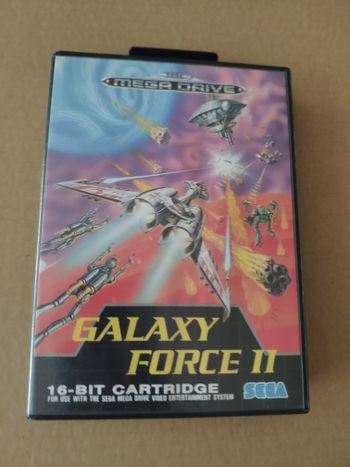 SEGA
MEGA DRIVE
GALAXY
FORCE II
16-BIT CARTRIDGE
FOR USE WITH THE SEGA MEGA DRIVE VIDEO ENTERTAINMENT SYSTEM
SEGA